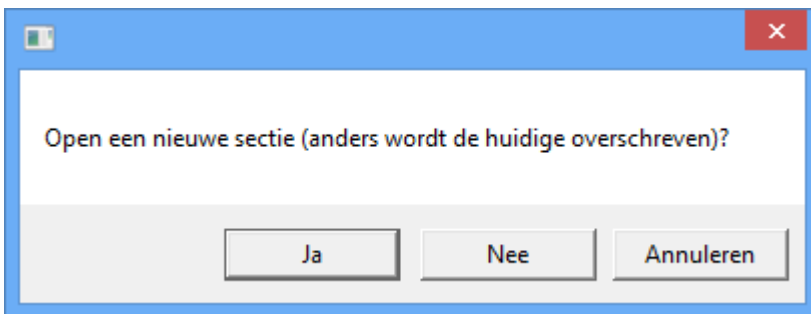 Open een nieuwe sectie (anders wordt de huidige overschreven)?
Ja Nee Annuleren